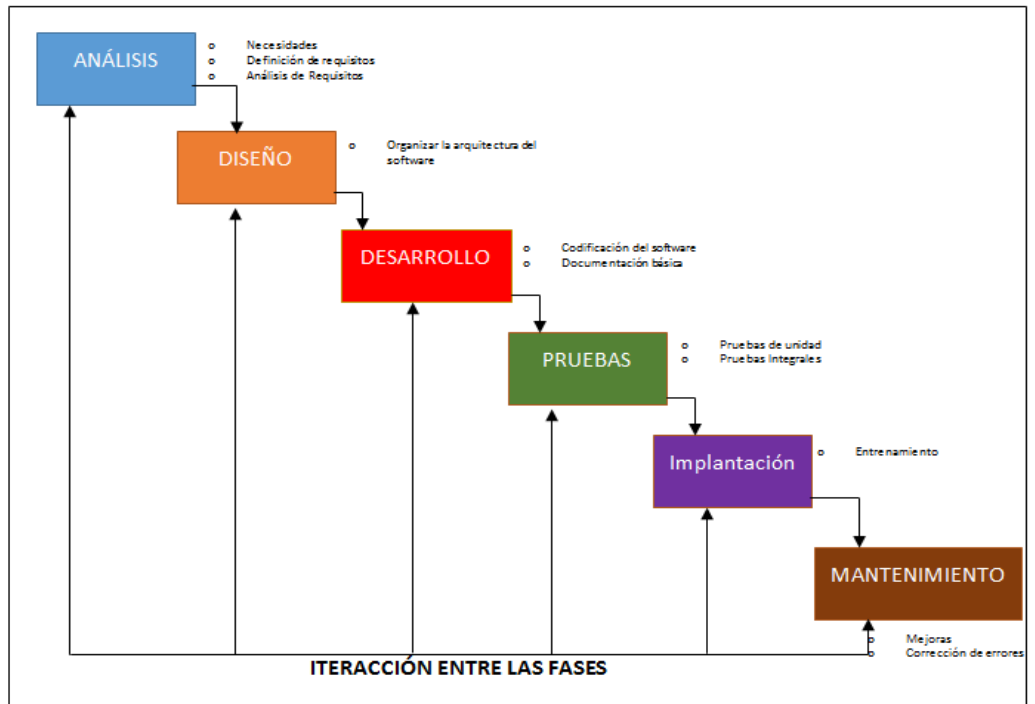 ANÁLISIS
o Necesidades
o Definición de requisitos
o Análisis de Requisitos
DISEÑO
o Organizar la arquitectura del
software
DESARROLLO
o Codificación del software
o Documentación básica
PRUEBAS
o Pruebas de unidad
o Pruebas Integrales
Implantación
o Entrenamiento
MANTENIMIENTO
o Mejoras
o Corrección de errores
ITERACCIÓN ENTRE LAS FASES